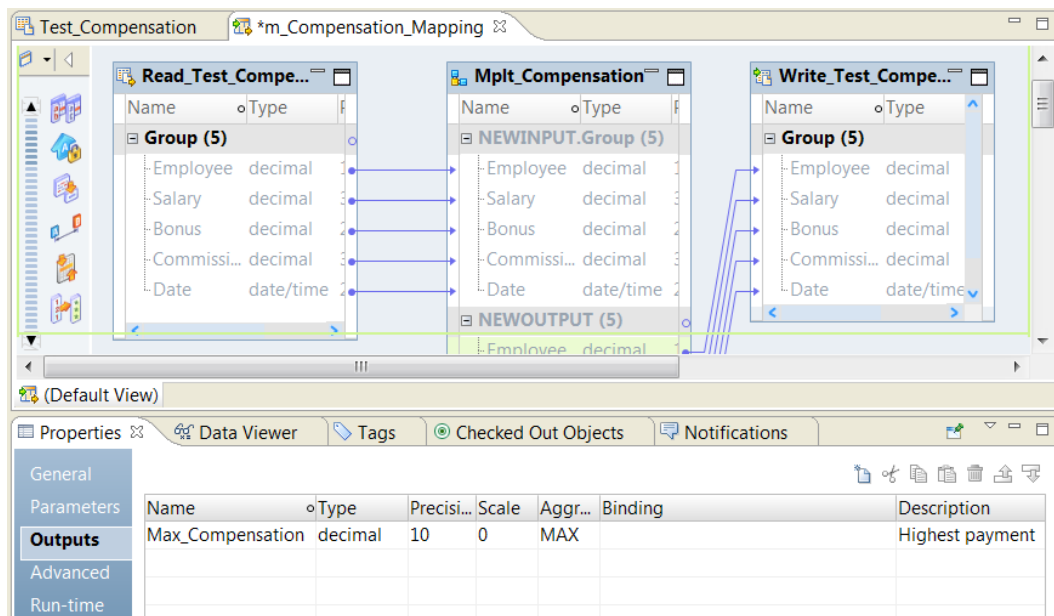 Test_Compensation *m_Compensation_Mapping
Read_Test_Compe... Mplt_Compensation Write_Test_Compe...
Name Type Name Type Name Type
Group (5) NEWINPUT.Group (5) Group (5)
Employee decimal Employee decimal Employee decimal
Salary decimal Salary decimal Salary decimal
Bonus decimal Bonus decimal Bonus decimal
Commissi... decimal Commissi... decimal Commissi... decimal
Date date/time Date date/time Date date/time
NEWOUTPUT (5)
Employee decimal
(Default View)
Properties Data Viewer Tags Checked Out Objects Notifications
General
Parameters
Outputs
Advanced
Run-time
Name Type Precisi... Scale Aggr... Binding Description
Max_Compensation decimal 10 0 MAX Highest payment